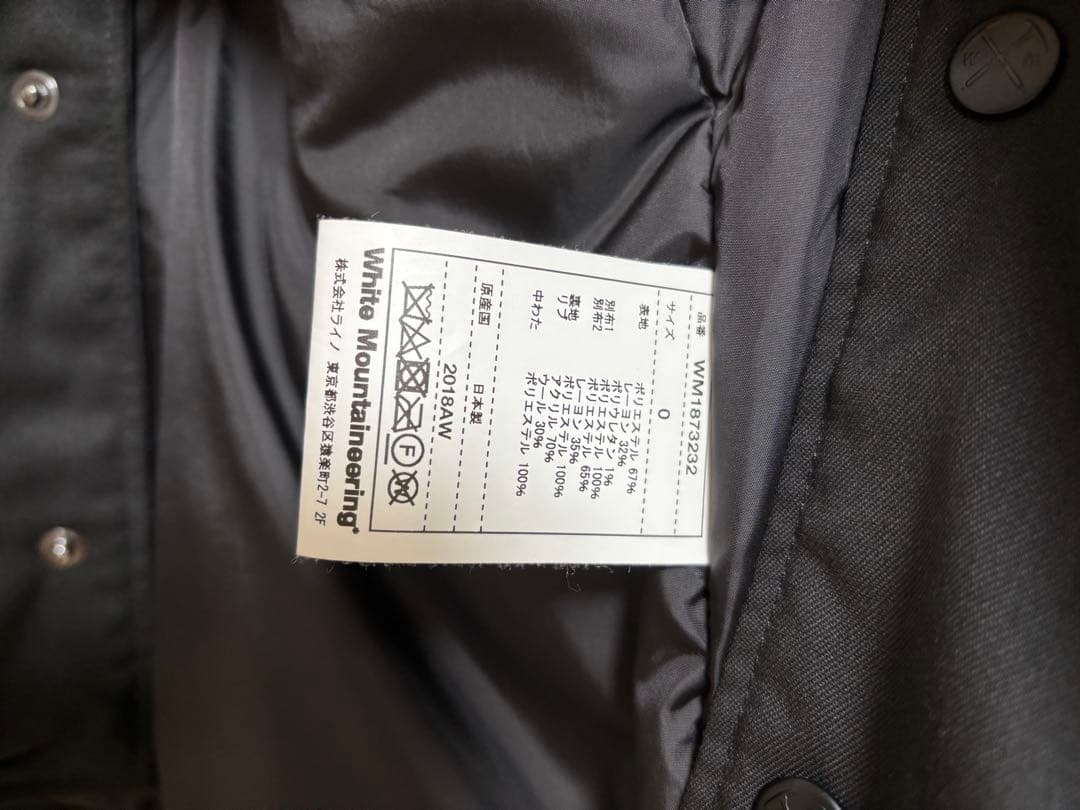 品番 WM1873232
サイズ 0
表地 ポリエステル 67%
レーヨン 32%
ポリウレタン 1%
別布1 ポリエステル 100%
別布2 ポリエステル 65%
レーヨン 35%
裏地 ポリエステル 100%
リブ アクリル 70%
ウール 30%
中わた ポリエステル 100%
原産国 日本製
2018AW
F
W
White Mountaineering
株式会社ライノ 東京都渋谷区猿楽町2-7 2F